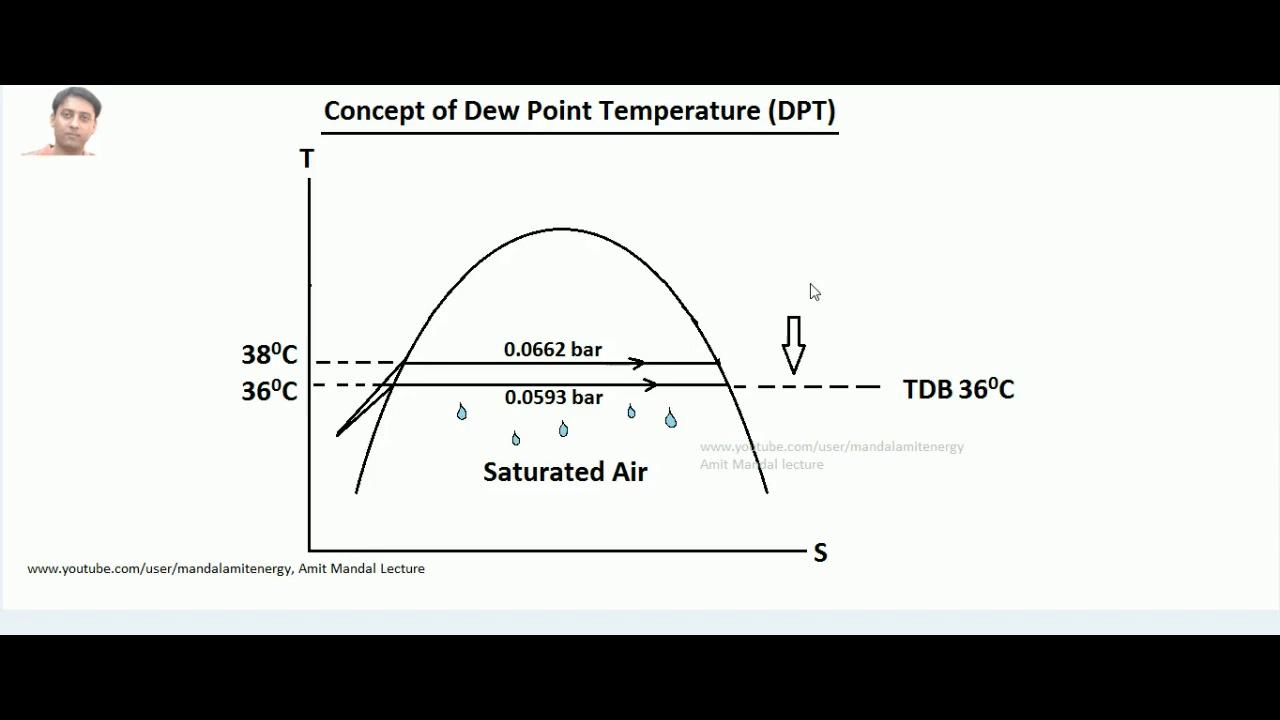 Concept of Dew Point Temperature (DPT)
T
38⁰C
0.0662 bar
36⁰C
0.0593 bar
TDB 36⁰C
www.youtube.com/user/mandalamitenergy
Amit Mandal lecture
Saturated Air
S
www.youtube.com/user/mandalamitenergy, Amit Mandal Lecture